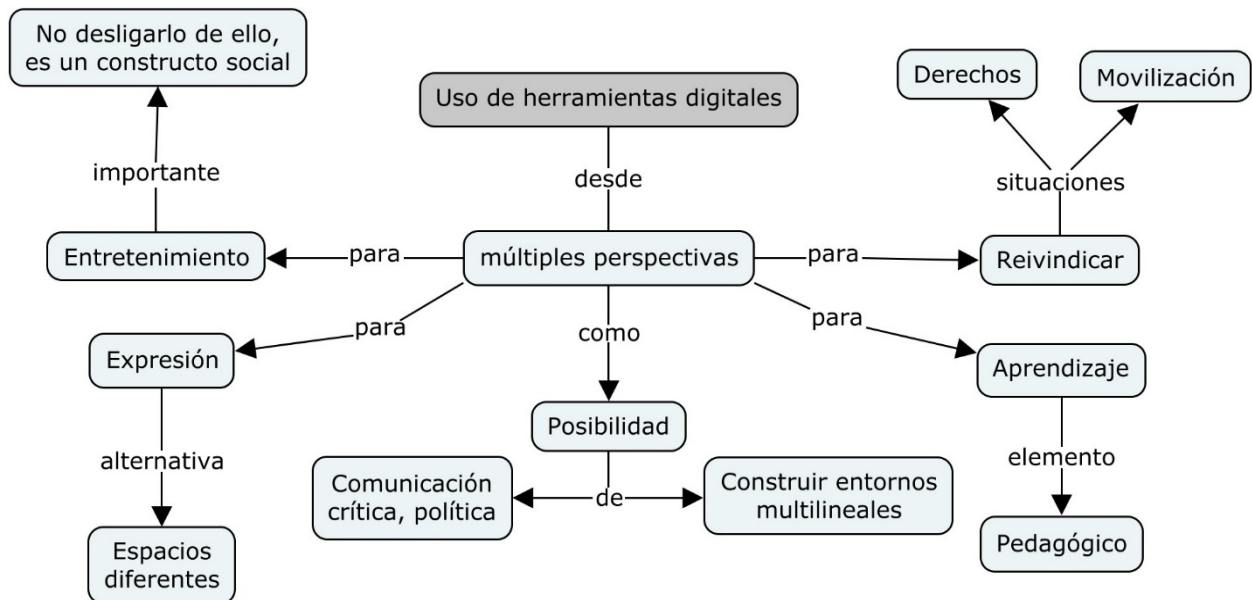 No desligarlo de ello,
es un constructo social
Uso de herramientas digitales
Derechos
Movilización
importante
desde
situaciones
Entretenimiento
para
múltiples perspectivas
para
Reivindicar
para
como
para
Expresión
Aprendizaje
Posibilidad
alternativa
elemento
Comunicación
crítica, política
de
Construir entornos
multilineales
Espacios
diferentes
Pedagógico